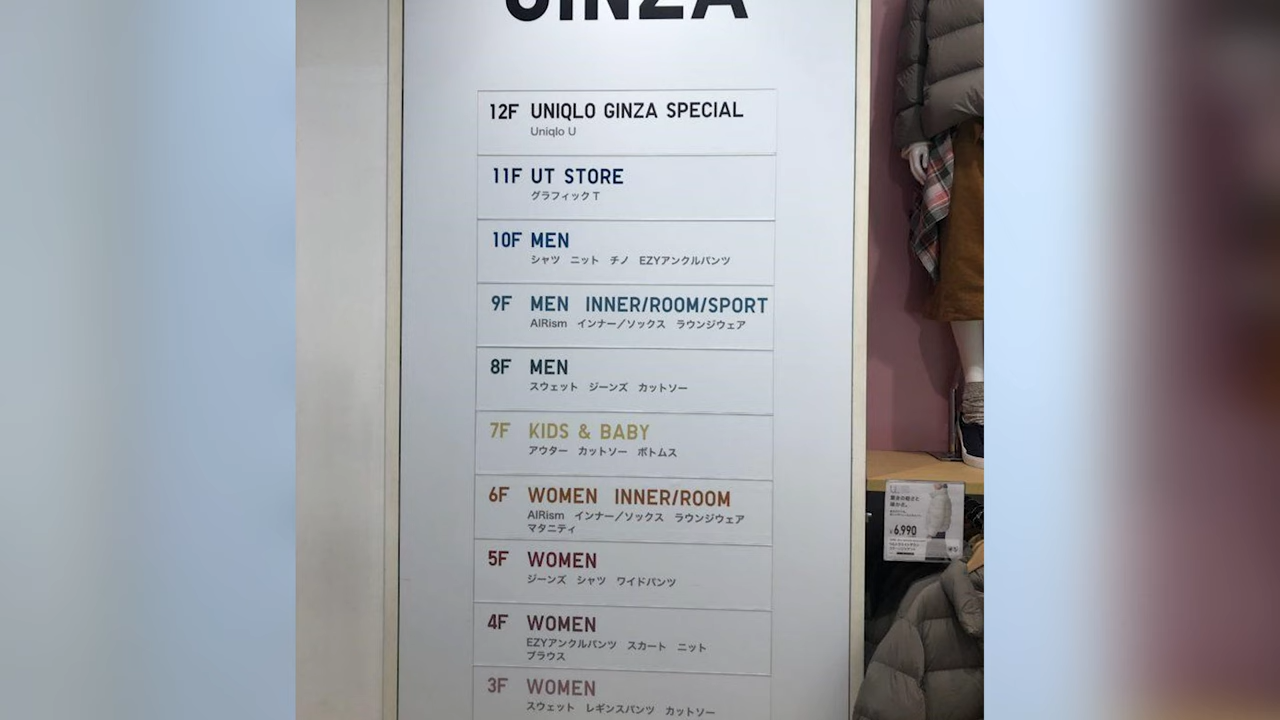 GINZA
12F UNIQLO GINZA SPECIAL
Uniqlo U
11F UT STORE
グラフィックT
10F MEN
シャツ ニット チノ EZYアンクルパンツ
9F MEN INNER/ROOM/SPORT
AIRism インナー／ソックス ラウンジウェア
8F MEN
スウェット ジーンズ カットソー
7F KIDS & BABY
アウター カットソー ボトムス
6F WOMEN INNER/ROOM
AIRism インナー／ソックス ラウンジウェア
マタニティ
5F WOMEN
ジーンズ シャツ ワイドパンツ
4F WOMEN
EZYアンクルパンツ スカート ニット
ブラウス
3F WOMEN
スウェット レギンスパンツ カットソー
驚きの軽さと
暖かさ。
¥6,990